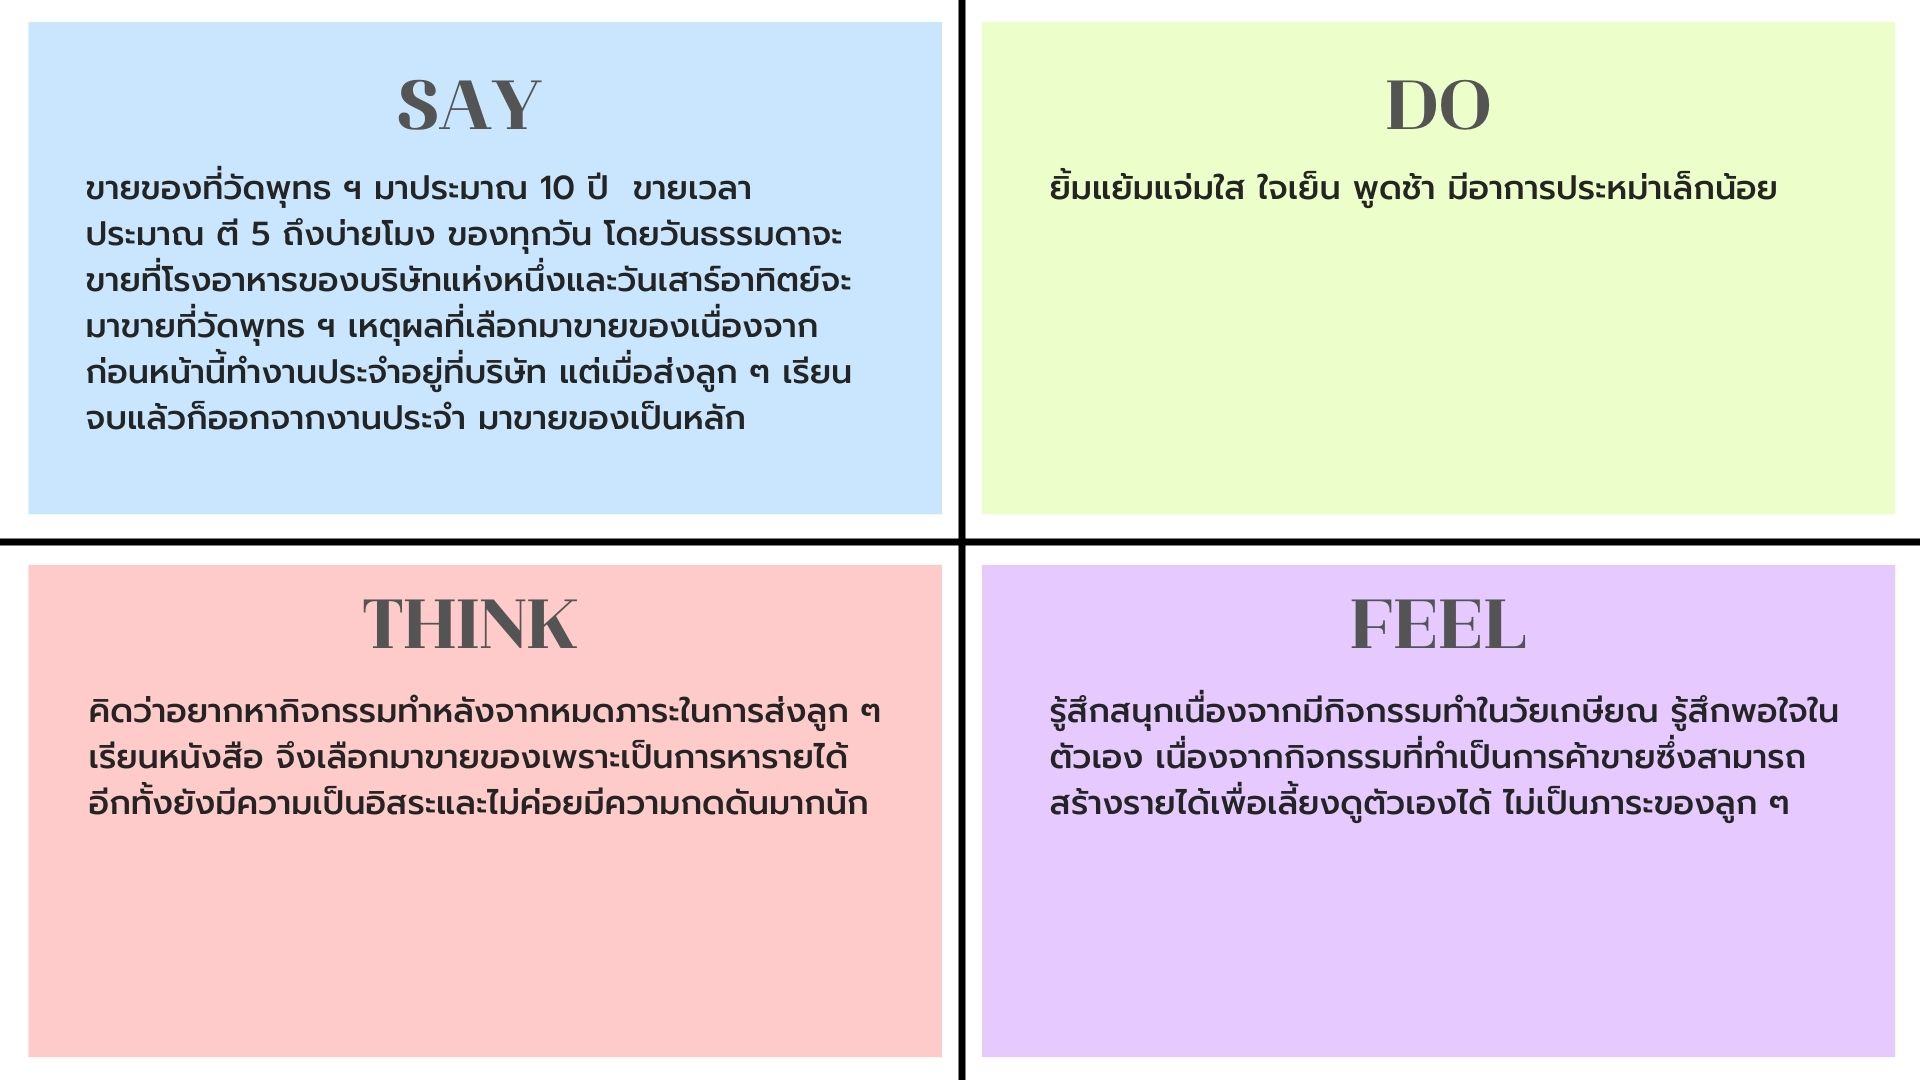 SAY
ขายของที่วัดพุทธ ฯ มาประมาณ 10 ปี  ขายเวลา
ประมาณ ตี 5 ถึงบ่ายโมง ของทุกวัน โดยวันธรรมดาจะ
ขายที่โรงอาหารของบริษัทแห่งหนึ่งและวันเสาร์อาทิตย์จะ
มาขายที่วัดพุทธ ฯ เหตุผลที่เลือกมาขายของเนื่องจาก
ก่อนหน้านี้ทำงานประจำอยู่ที่บริษัท แต่เมื่อส่งลูก ๆ เรียน
จบแล้วก็ออกจากงานประจำ มาขายของเป็นหลัก
DO
ยิ้มแย้มแจ่มใส ใจเย็น พูดช้า มีอาการประหม่าเล็กน้อย
THINK
คิดว่าอยากหากิจกรรมทำหลังจากหมดภาระในการส่งลูก ๆ
เรียนหนังสือ จึงเลือกมาขายของเพราะเป็นการหารายได้
อีกทั้งยังมีความเป็นอิสระและไม่ค่อยมีความกดดันมากนัก
FEEL
รู้สึกสนุกเนื่องจากมีกิจกรรมทำในวัยเกษียณ รู้สึกพอใจใน
ตัวเอง เนื่องจากกิจกรรมที่ทำเป็นการค้าขายซึ่งสามารถ
สร้างรายได้เพื่อเลี้ยงดูตัวเองได้ ไม่เป็นภาระของลูก ๆ